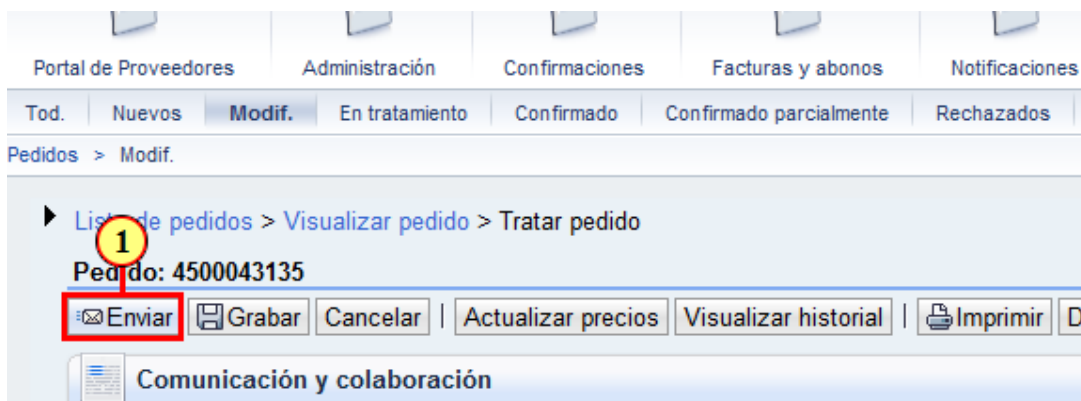 Portal de Proveedores Administración Confirmaciones Facturas y abonos Notificaciones
Tod. Nuevos Modif. En tratamiento Confirmado Confirmado parcialmente Rechazados
Pedidos > Modif.
Lista de pedidos > Visualizar pedido > Tratar pedido
1
Pedido: 4500043135
Enviar Grabar Cancelar | Actualizar precios Visualizar historial | Imprimir D
Comunicación y colaboración